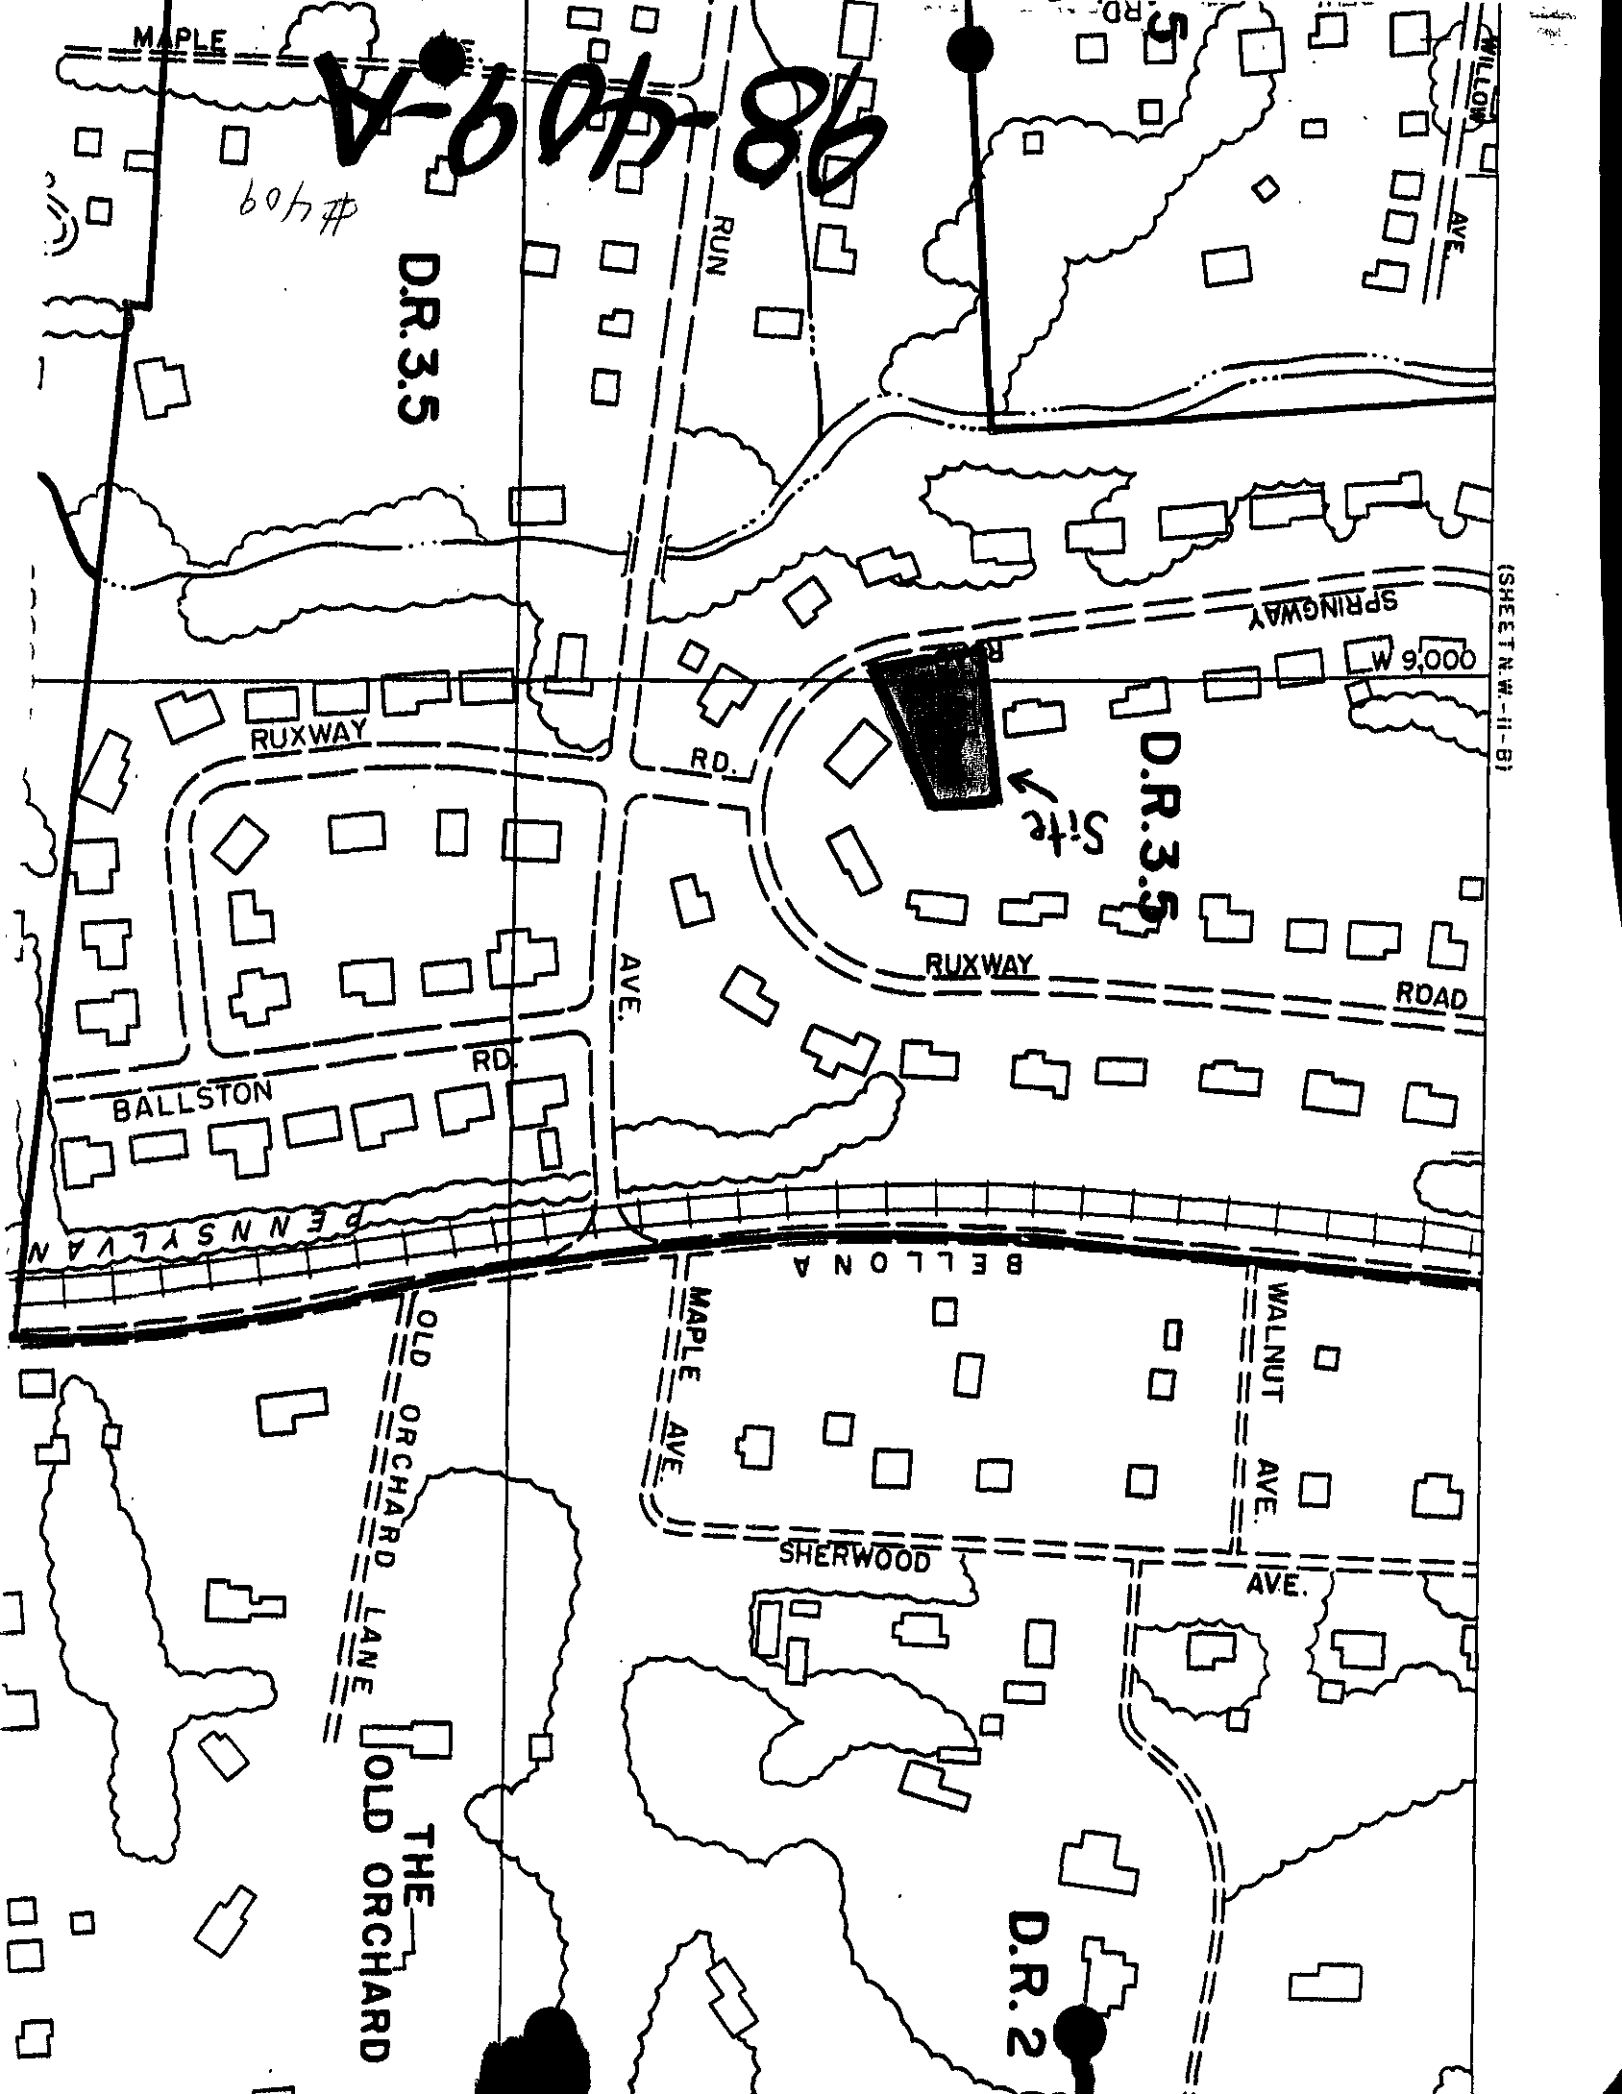 MAPLE
RD.
5
WILLOW
AVE.
98-409-A
#409
RUN
D.R. 3.5
(SHEET N.W-11-B)
SPRINGWAY
R
W 9,000
RUXWAY
RD.
D.R. 3.5
Site
AVE.
RUXWAY
ROAD
RD.
BALLSTON
PENNSYLVAN
BELLONA
MAPLE
AVE.
WALNUT
AVE.
OLD ORCHARD LANE
SHERWOOD
AVE.
THE
OLD ORCHARD
D.R. 2